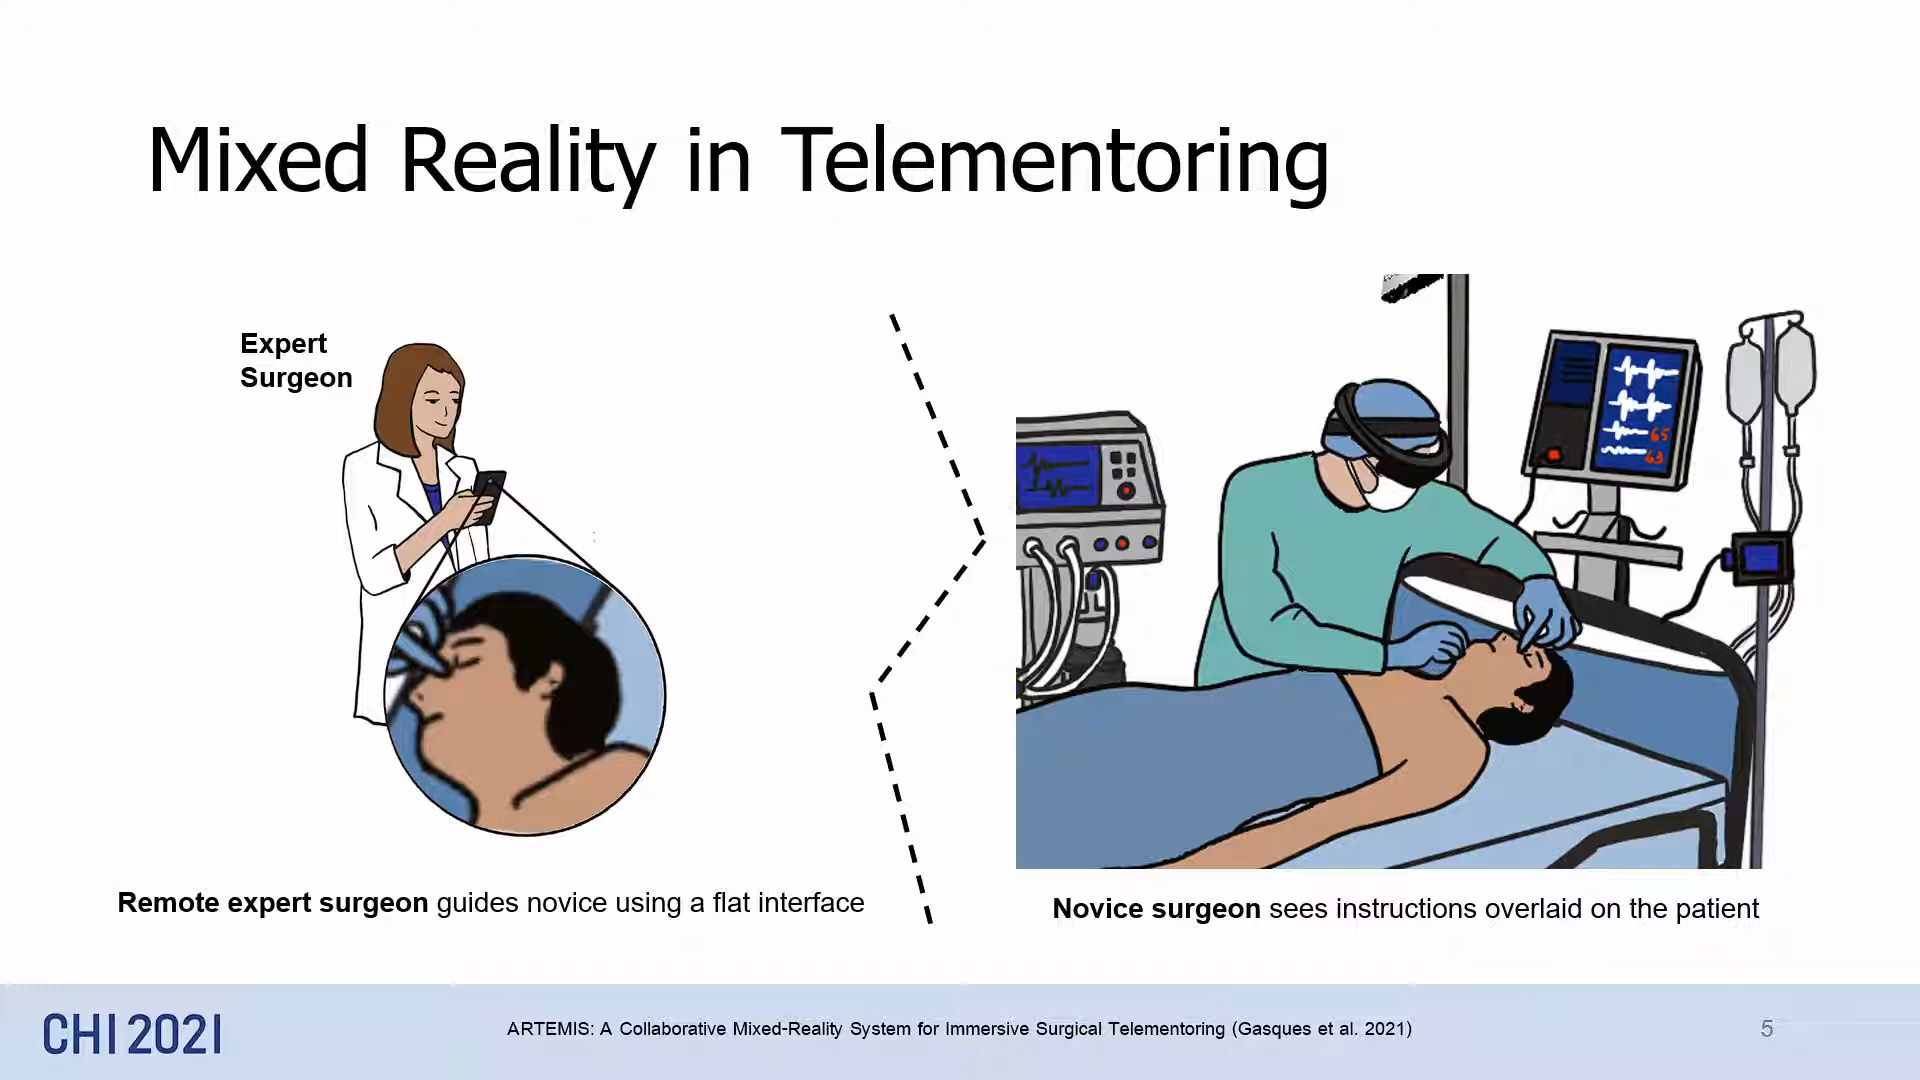 Mixed Reality in Telementoring
Expert
Surgeon
65
63
Remote expert surgeon guides novice using a flat interface
Novice surgeon sees instructions overlaid on the patient
CHI 2021
ARTEMIS: A Collaborative Mixed-Reality System for Immersive Surgical Telementoring (Gasques et al. 2021)
5